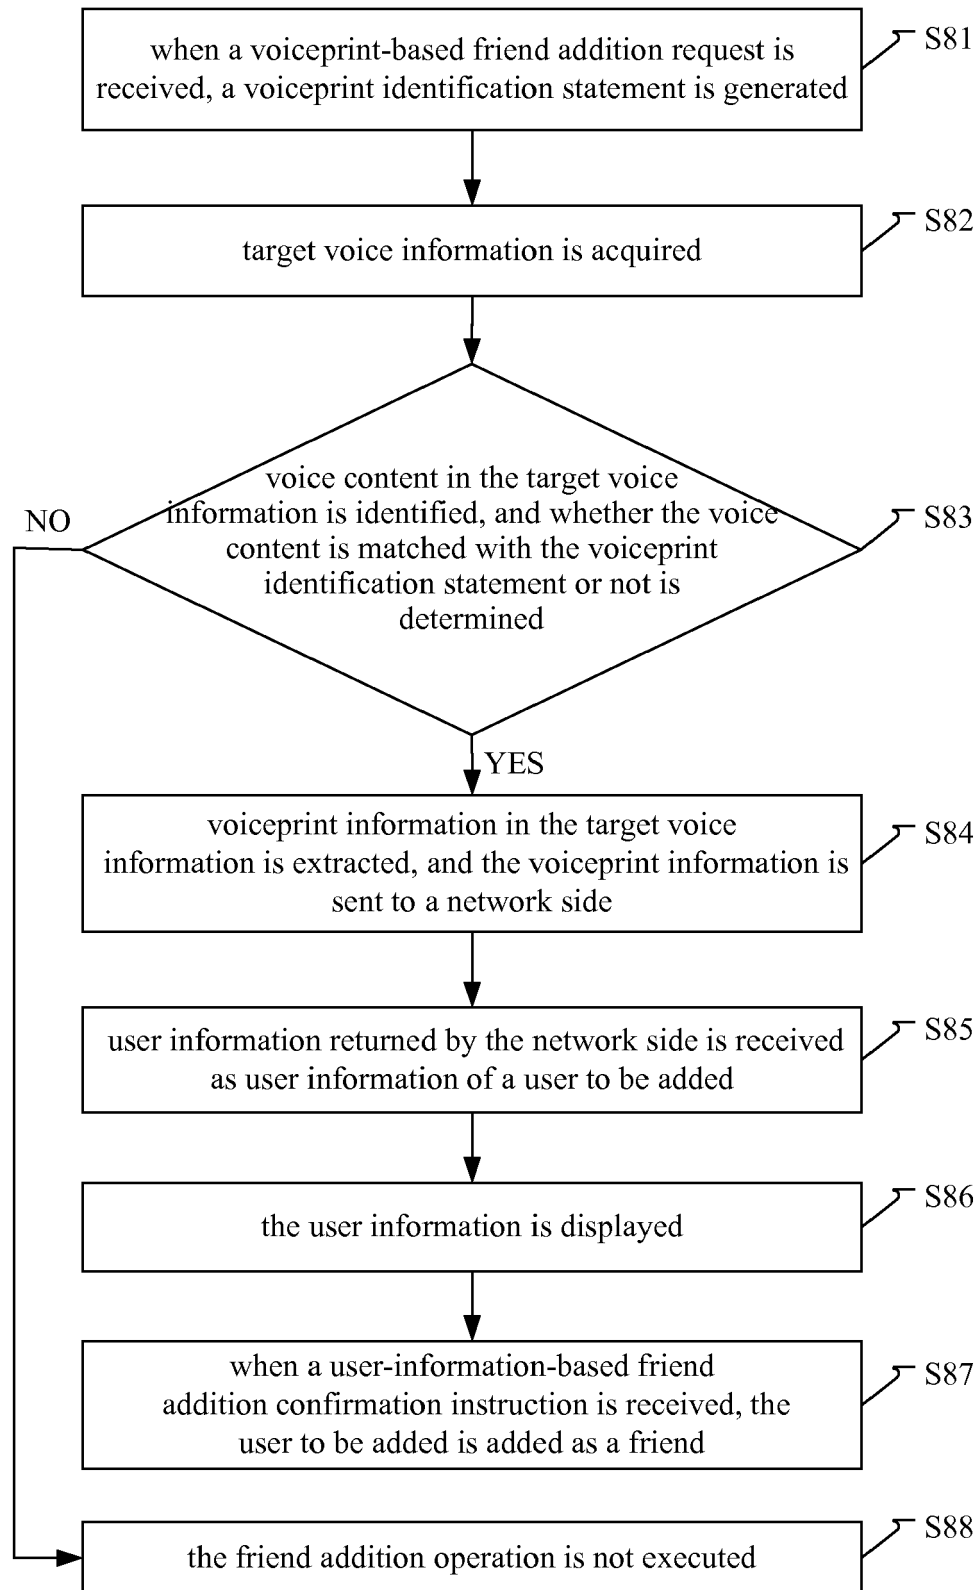 when a voiceprint-based friend addition request is
received, a voiceprint identification statement is generated
S81
target voice information is acquired
S82
voice content in the target voice
information is identified, and whether the voice
content is matched with the voiceprint
identification statement or not is
determined
S83
NO
YES
voiceprint information in the target voice
information is extracted, and the voiceprint information is
sent to a network side
S84
user information returned by the network side is received
as user information of a user to be added
S85
the user information is displayed
S86
when a user-information-based friend
addition confirmation instruction is received, the
user to be added is added as a friend
S87
the friend addition operation is not executed
S88